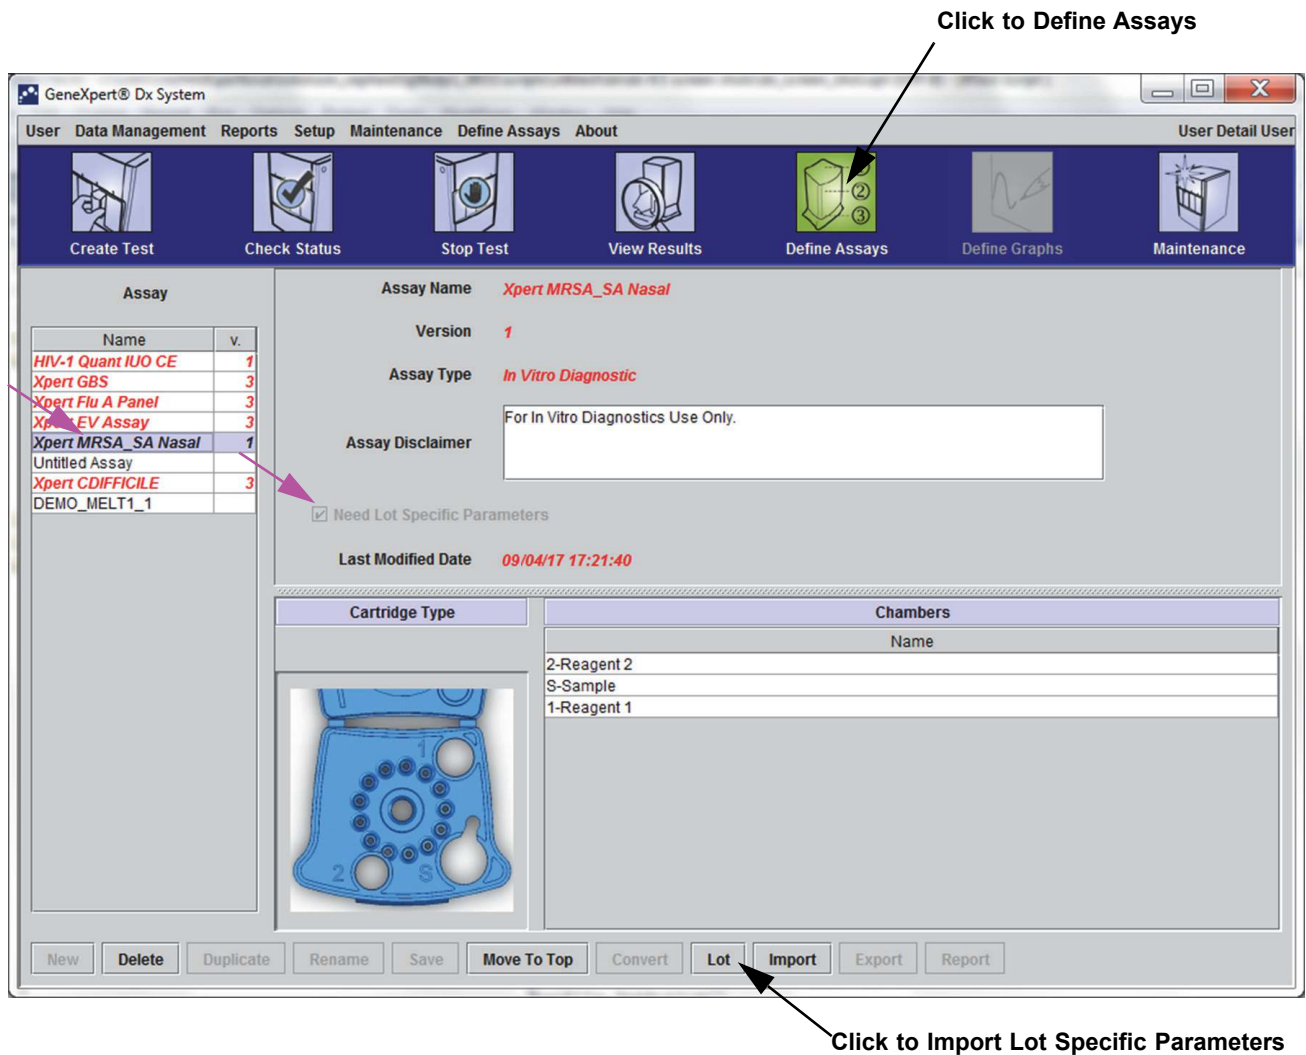 Click to Define Assays
GeneXpert® Dx System
User Data Management Reports Setup Maintenance Define Assays About User Detail User
Create Test Check Status Stop Test View Results Define Assays Define Graphs Maintenance
① ② ③
Assay
Name v.
HIV-1 Quant IUO CE 1
Xpert GBS 3
Xpert Flu A Panel 3
Xpert EV Assay 3
Xpert MRSA_SA Nasal 1
Untitled Assay
Xpert CDIFFICILE 3
DEMO_MELT1_1
Assay Name Xpert MRSA_SA Nasal
Version 1
Assay Type In Vitro Diagnostic
Assay Disclaimer For In Vitro Diagnostics Use Only.
Need Lot Specific Parameters
Last Modified Date 09/04/17 17:21:40
Cartridge Type
1
2 S
Chambers
Name
2-Reagent 2
S-Sample
1-Reagent 1
New Delete Duplicate Rename Save Move To Top Convert Lot Import Export Report
Click to Import Lot Specific Parameters